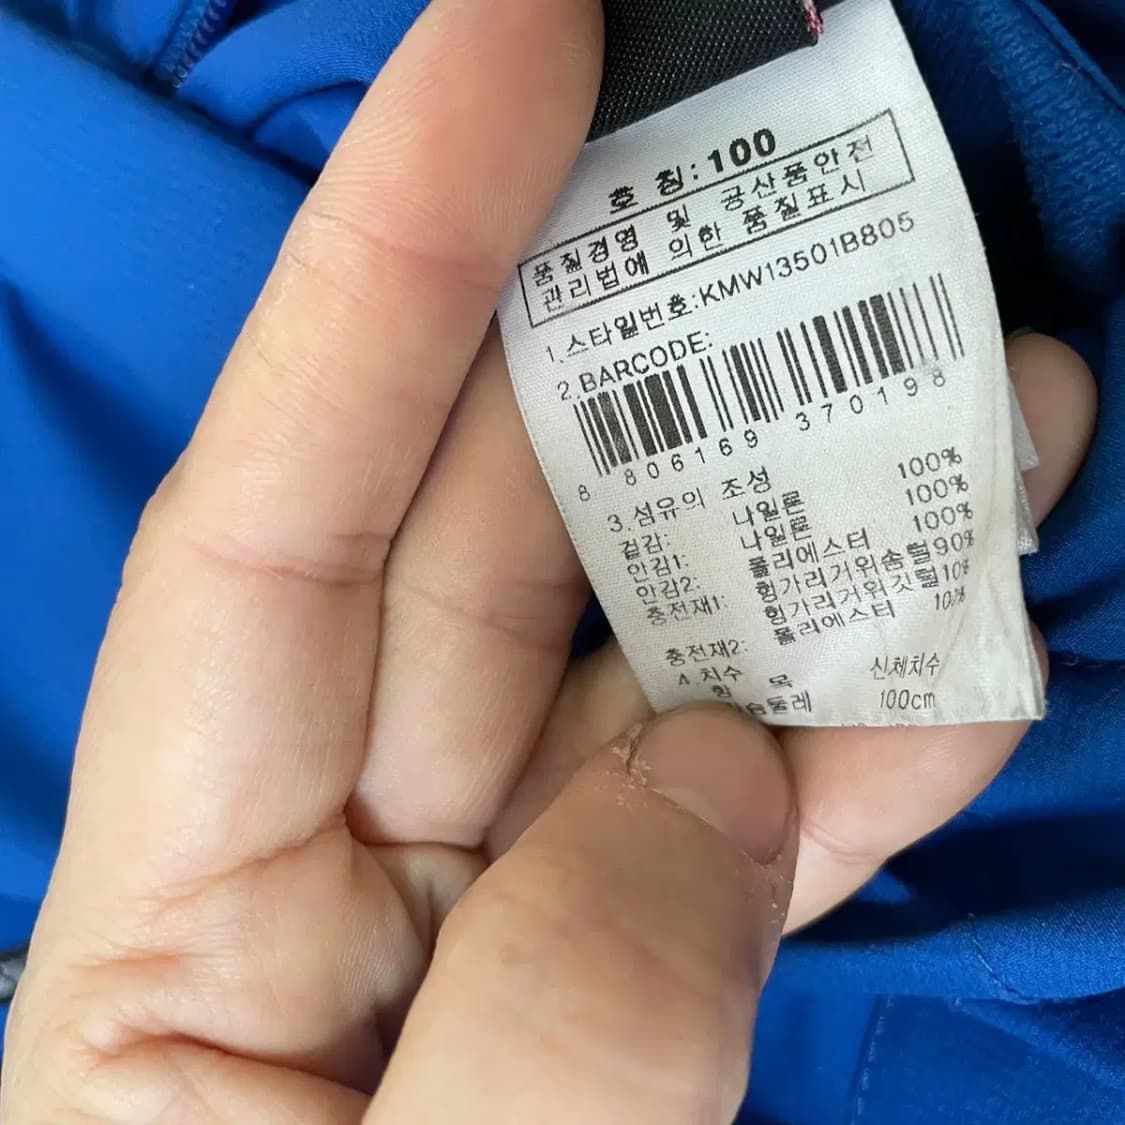 호 칭:100
품질경영 및 공산품안전
관리법에 의한 품질표시
1.스타일번호:KMW13501B805
2.BARCODE:
8 806169 370198
3.섬유의 조성
겉감: 나일론 100%
안감1: 나일론 100%
안감2: 폴리에스터 100%
충전재1: 헝가리거위솜털90%
헝가리거위깃털10%
충전재2: 폴리에스터 100%
4.치수
항 목 신체치수
슴둘레 100cm